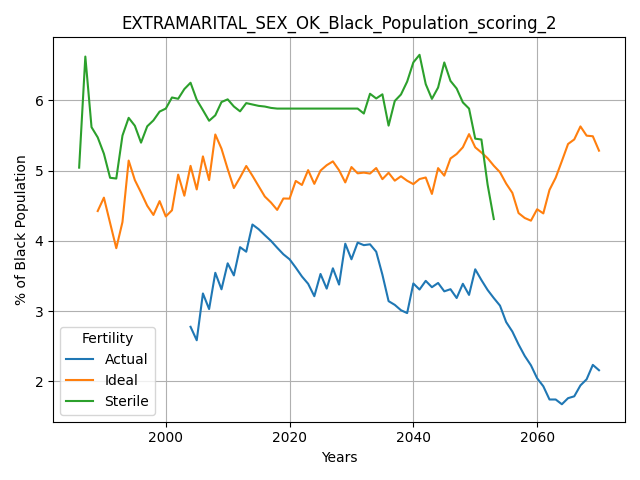 EXTRAMARITAL_SEX_OK_Black_Population_scoring_2
% of Black Population
6
5
4
3
2
Fertility
Actual
Ideal
Sterile
2000 2020 2040 2060
Years